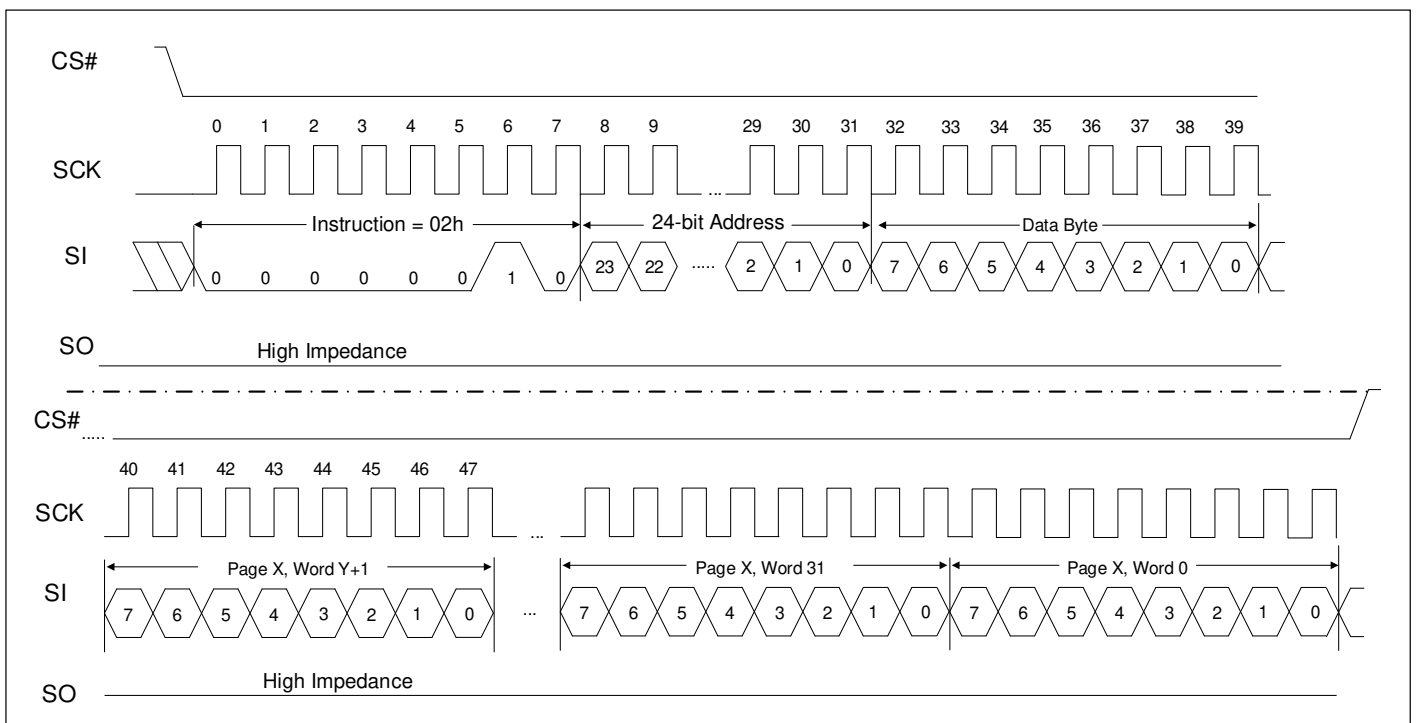 CS#
0 1 2 3 4 5 6 7 8 9 29 30 31 32 33 34 35 36 37 38 39
SCK ...
Instruction = 02h 24-bit Address Data Byte
SI 0 0 0 0 0 0 1 0 23 22 ..... 2 1 0 7 6 5 4 3 2 1 0
SO High Impedance
CS# .....
40 41 42 43 44 45 46 47
SCK ...
Page X, Word Y+1 Page X, Word 31 Page X, Word 0
SI 7 6 5 4 3 2 1 0 ... 7 6 5 4 3 2 1 0 7 6 5 4 3 2 1 0
SO High Impedance